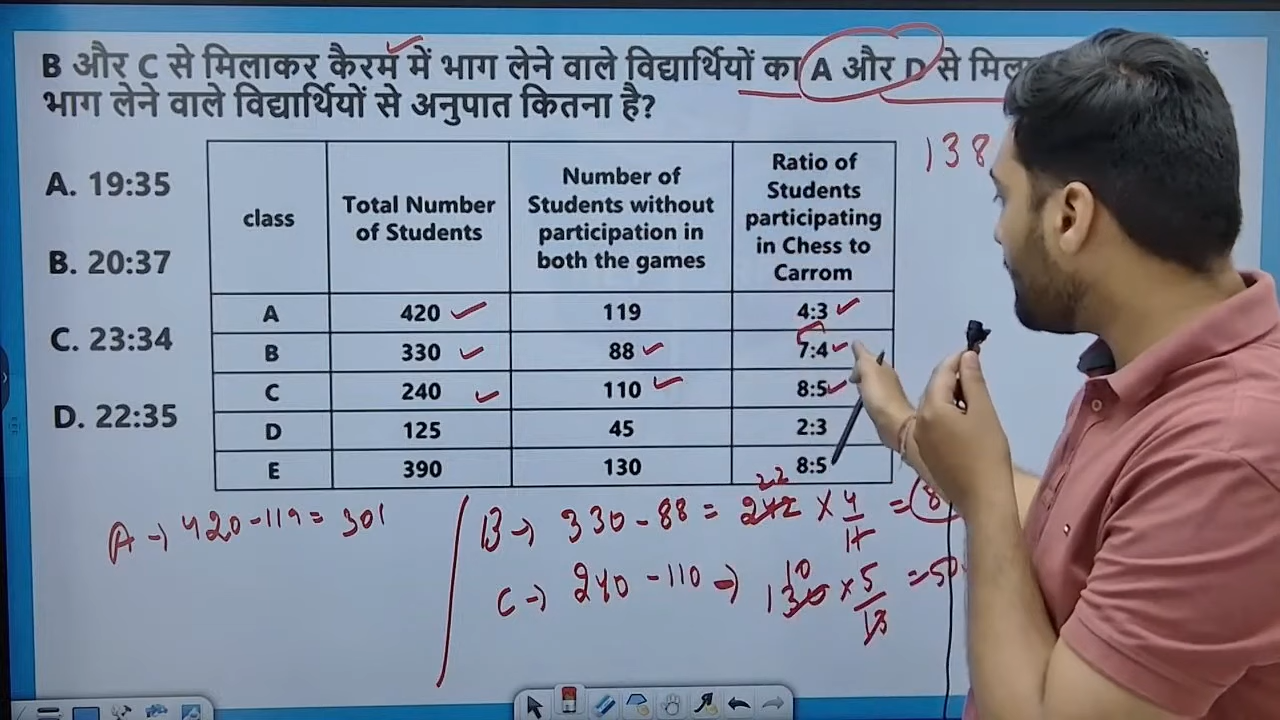 B और C से मिलाकर कैरम में भाग लेने वाले विद्यार्थियों का A और D से
भाग लेने वाले विद्यार्थियों से अनुपात कितना है?
138
A. 19:35
B. 20:37
C. 23:34
D. 22:35
class Total Number of Students Number of Students without participation in both the games Ratio of Students participating in Chess to Carrom
A 420 119 4:3
B 330 88 7:4
C 240 110 8:5
D 125 45 2:3
E 390 130 8:5
A → 420-119 = 301
B → 330 - 88 = 242 22 × 4/11 =
C → 240 - 110 → 130 10 × 5/13 = 50